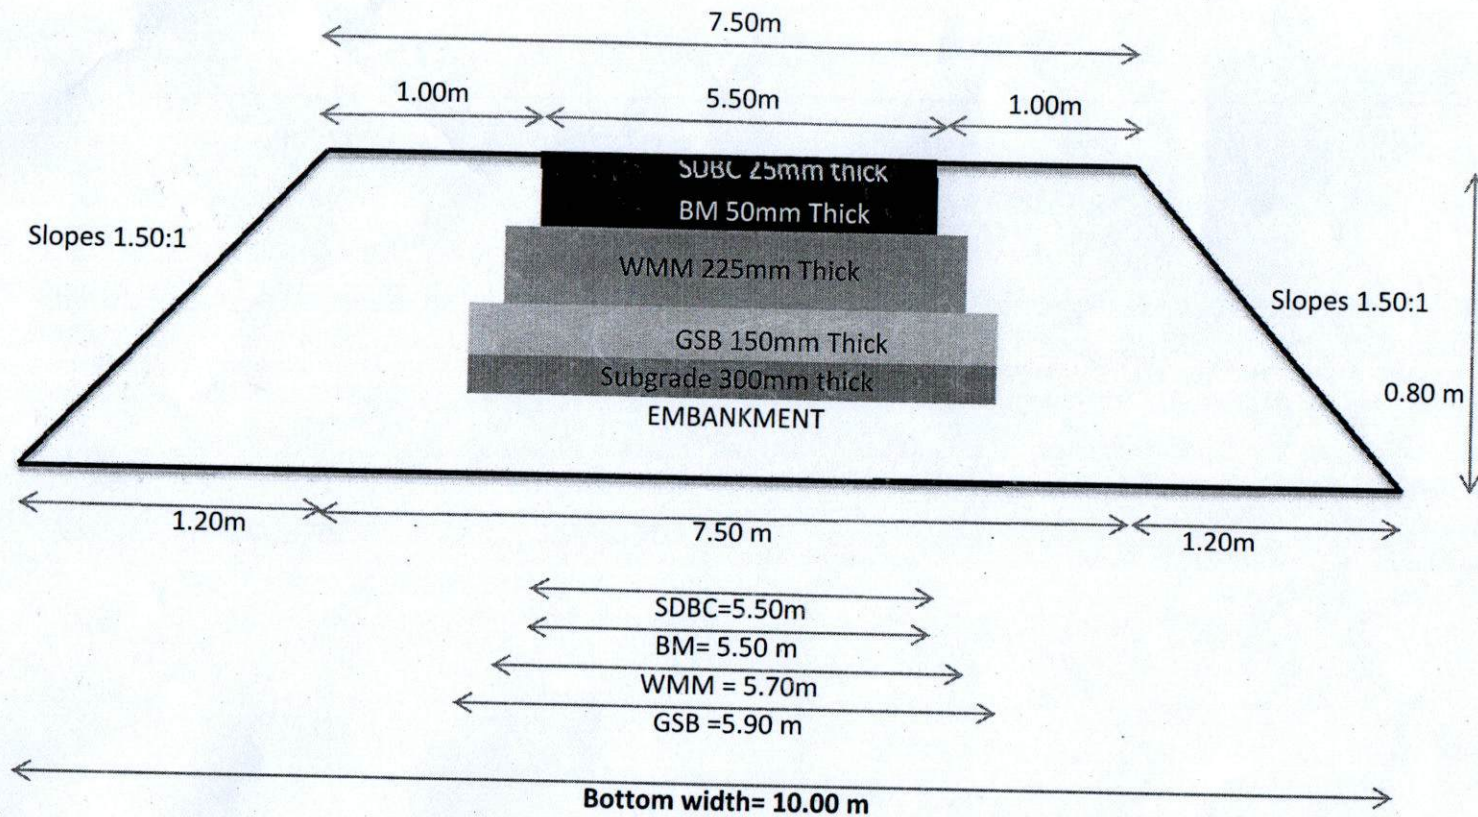 7.50m
1.00m 5.50m 1.00m
SDBC 25mm thick
BM 50mm Thick
Slopes 1.50:1
WMM 225mm Thick
Slopes 1.50:1
GSB 150mm Thick
Subgrade 300mm thick
0.80 m
EMBANKMENT
1.20m 7.50 m 1.20m
SDBC=5.50m
BM= 5.50 m
WMM = 5.70m
GSB =5.90 m
Bottom width= 10.00 m